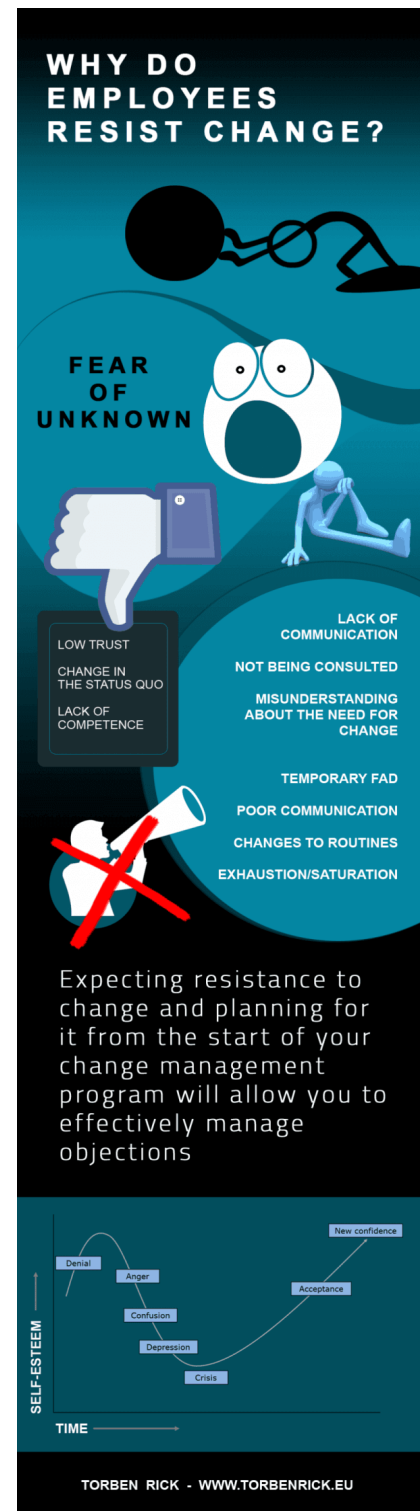 WHY DO
EMPLOYEES
RESIST CHANGE?
FEAR
OF
UNKNOWN
LOW TRUST
CHANGE IN
THE STATUS QUO
LACK OF
COMPETENCE
LACK OF
COMMUNICATION
NOT BEING CONSULTED
MISUNDERSTANDING
ABOUT THE NEED FOR
CHANGE
TEMPORARY FAD
POOR COMMUNICATION
CHANGES TO ROUTINES
EXHAUSTION/SATURATION
Expecting resistance to
change and planning for
it from the start of your
change management
program will allow you to
effectively manage
objections
New confidence
Denial
Anger
Acceptance
Confusion
Depression
Crisis
SELF-ESTEEM
TIME
TORBEN RICK - WWW.TORBENRICK.EU